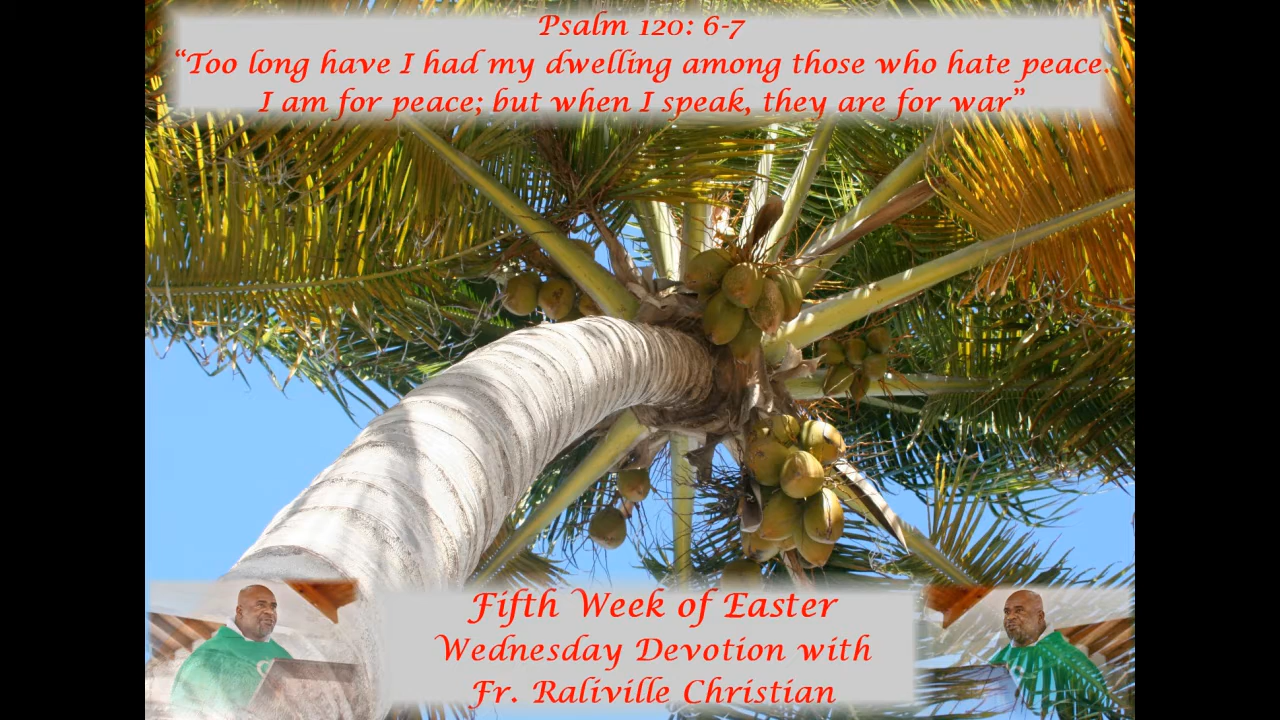 Psalm 120: 6-7
“Too long have I had my dwelling among those who hate peace.
I am for peace; but when I speak, they are for war”
Fifth Week of Easter
Wednesday Devotion with
Fr. Raliville Christian